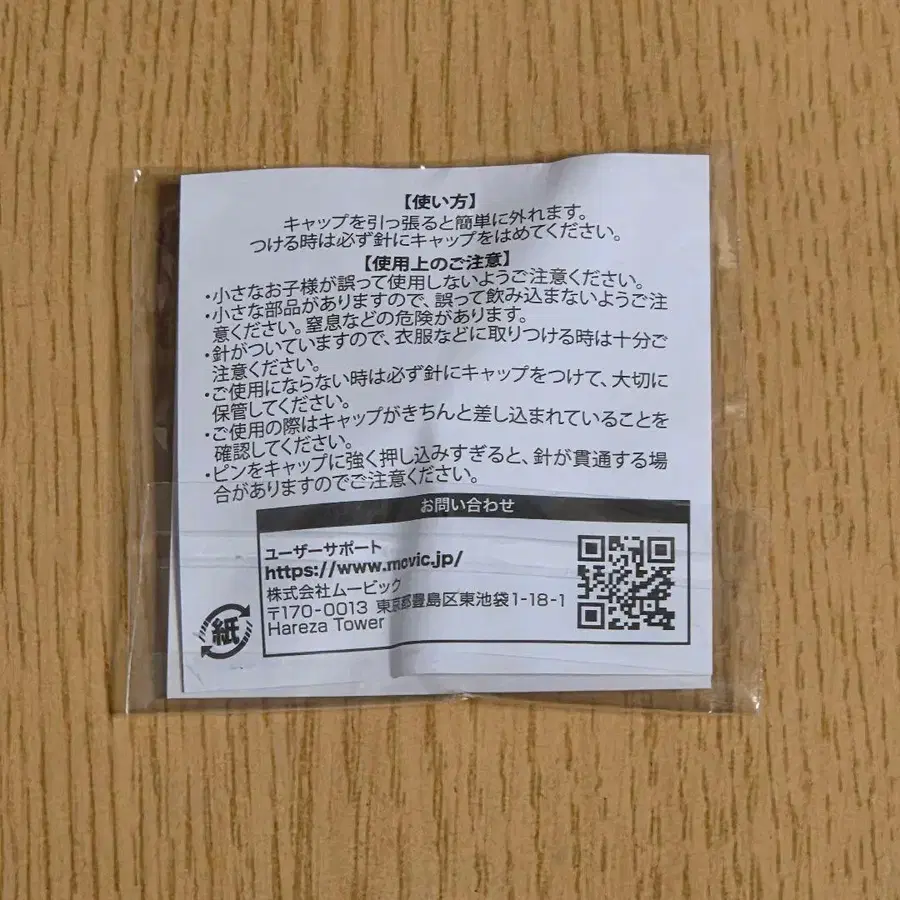 【使い方】
キャップを引っ張ると簡単に外れます。
つける時は必ず針にキャップをはめてください。
【使用上のご注意】
・小さなお子様が誤って使用しないようご注意ください。
・小さな部品がありますので、誤って飲み込まないようご注
意ください。窒息などの危険があります。
・針がついていますので、衣服などに取りつける時は十分ご
注意ください。
・ご使用にならない時は必ず針にキャップをつけて、大切に
保管してください。
・ご使用の際はキャップがきちんと差し込まれていることを
確認してください。
・ピンをキャップに強く押し込みすぎると、針が貫通する場
合がありますのでご注意ください。
お問い合わせ
ユーザーサポート
https://www.movic.jp/
株式会社ムービック
〒170-0013 東京都豊島区東池袋1-18-1
Hareza Tower
紙